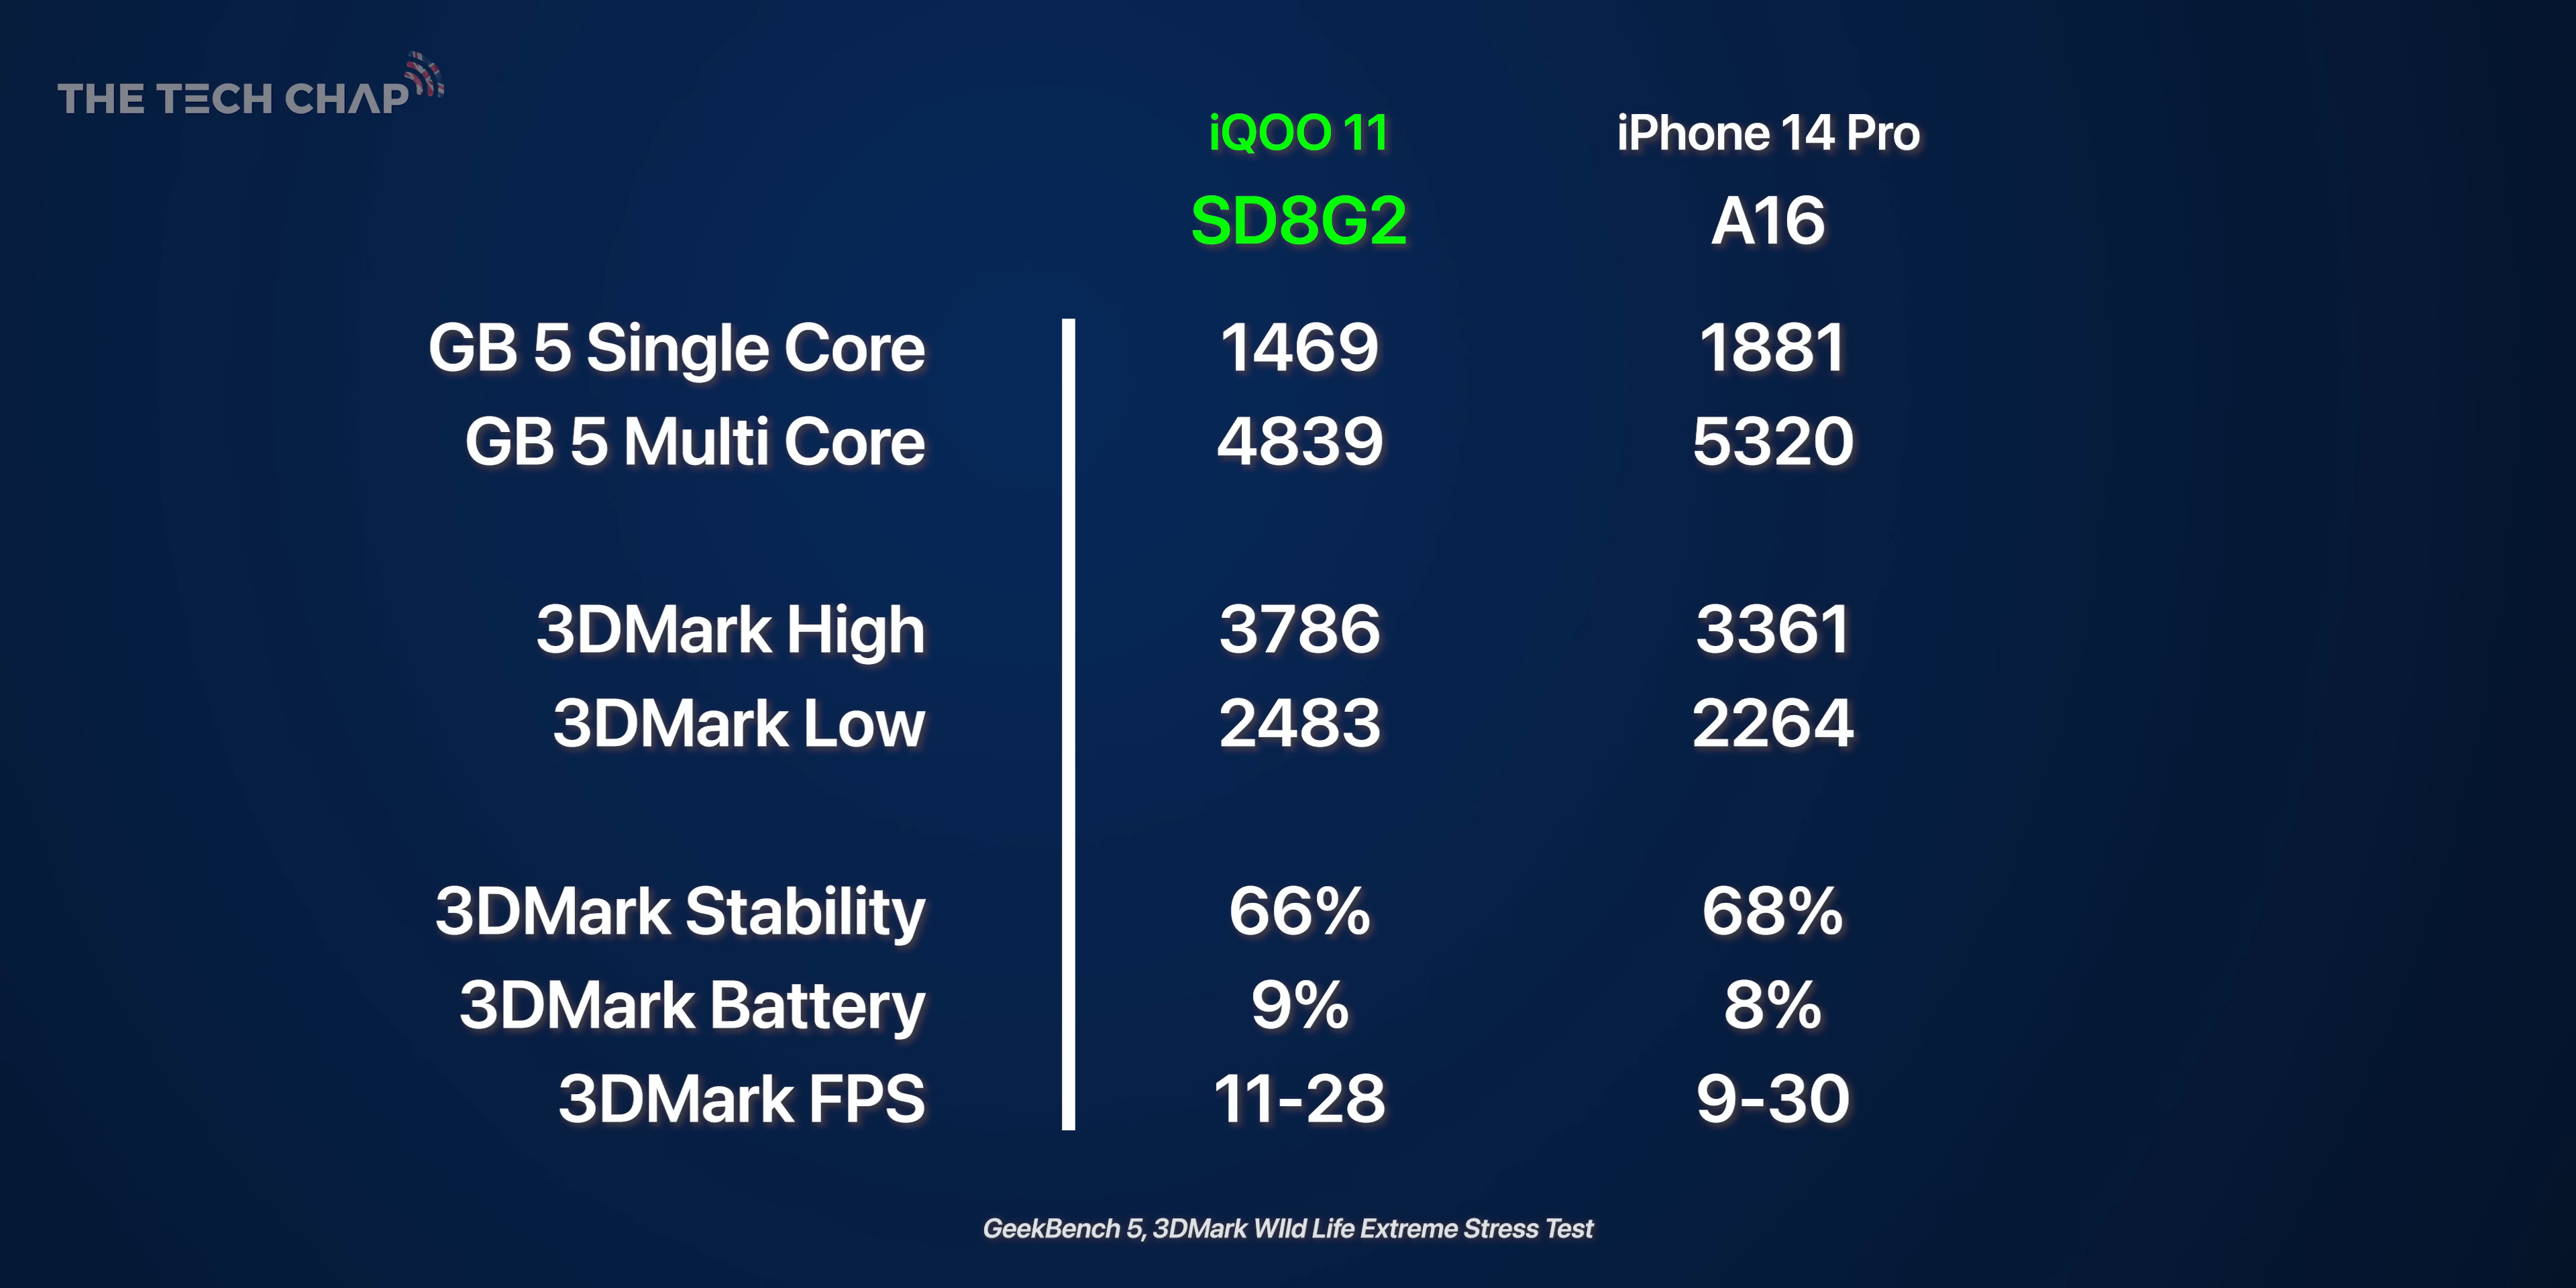 THE TECH CHAP
iQOO 11 iPhone 14 Pro
SD8G2 A16
GB 5 Single Core 1469 1881
GB 5 Multi Core 4839 5320
3DMark High 3786 3361
3DMark Low 2483 2264
3DMark Stability 66% 68%
3DMark Battery 9% 8%
3DMark FPS 11-28 9-30
GeekBench 5, 3DMark WIld Life Extreme Stress Test